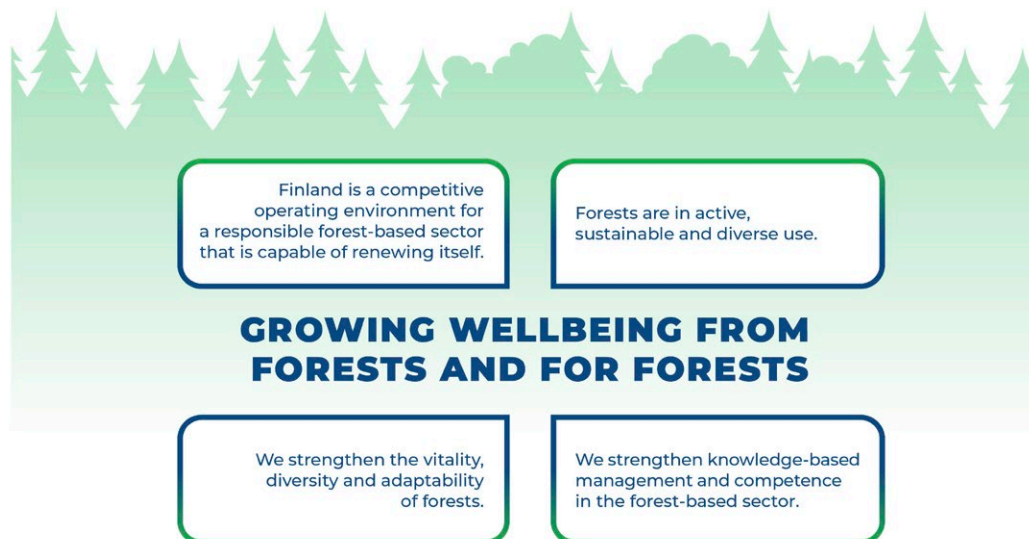 Finland is a competitive
operating environment for
a responsible forest-based sector
that is capable of renewing itself.
Forests are in active,
sustainable and diverse use.
GROWING WELLBEING FROM
FORESTS AND FOR FORESTS
We strengthen the vitality,
diversity and adaptability
of forests.
We strengthen knowledge-based
management and competence
in the forest-based sector.